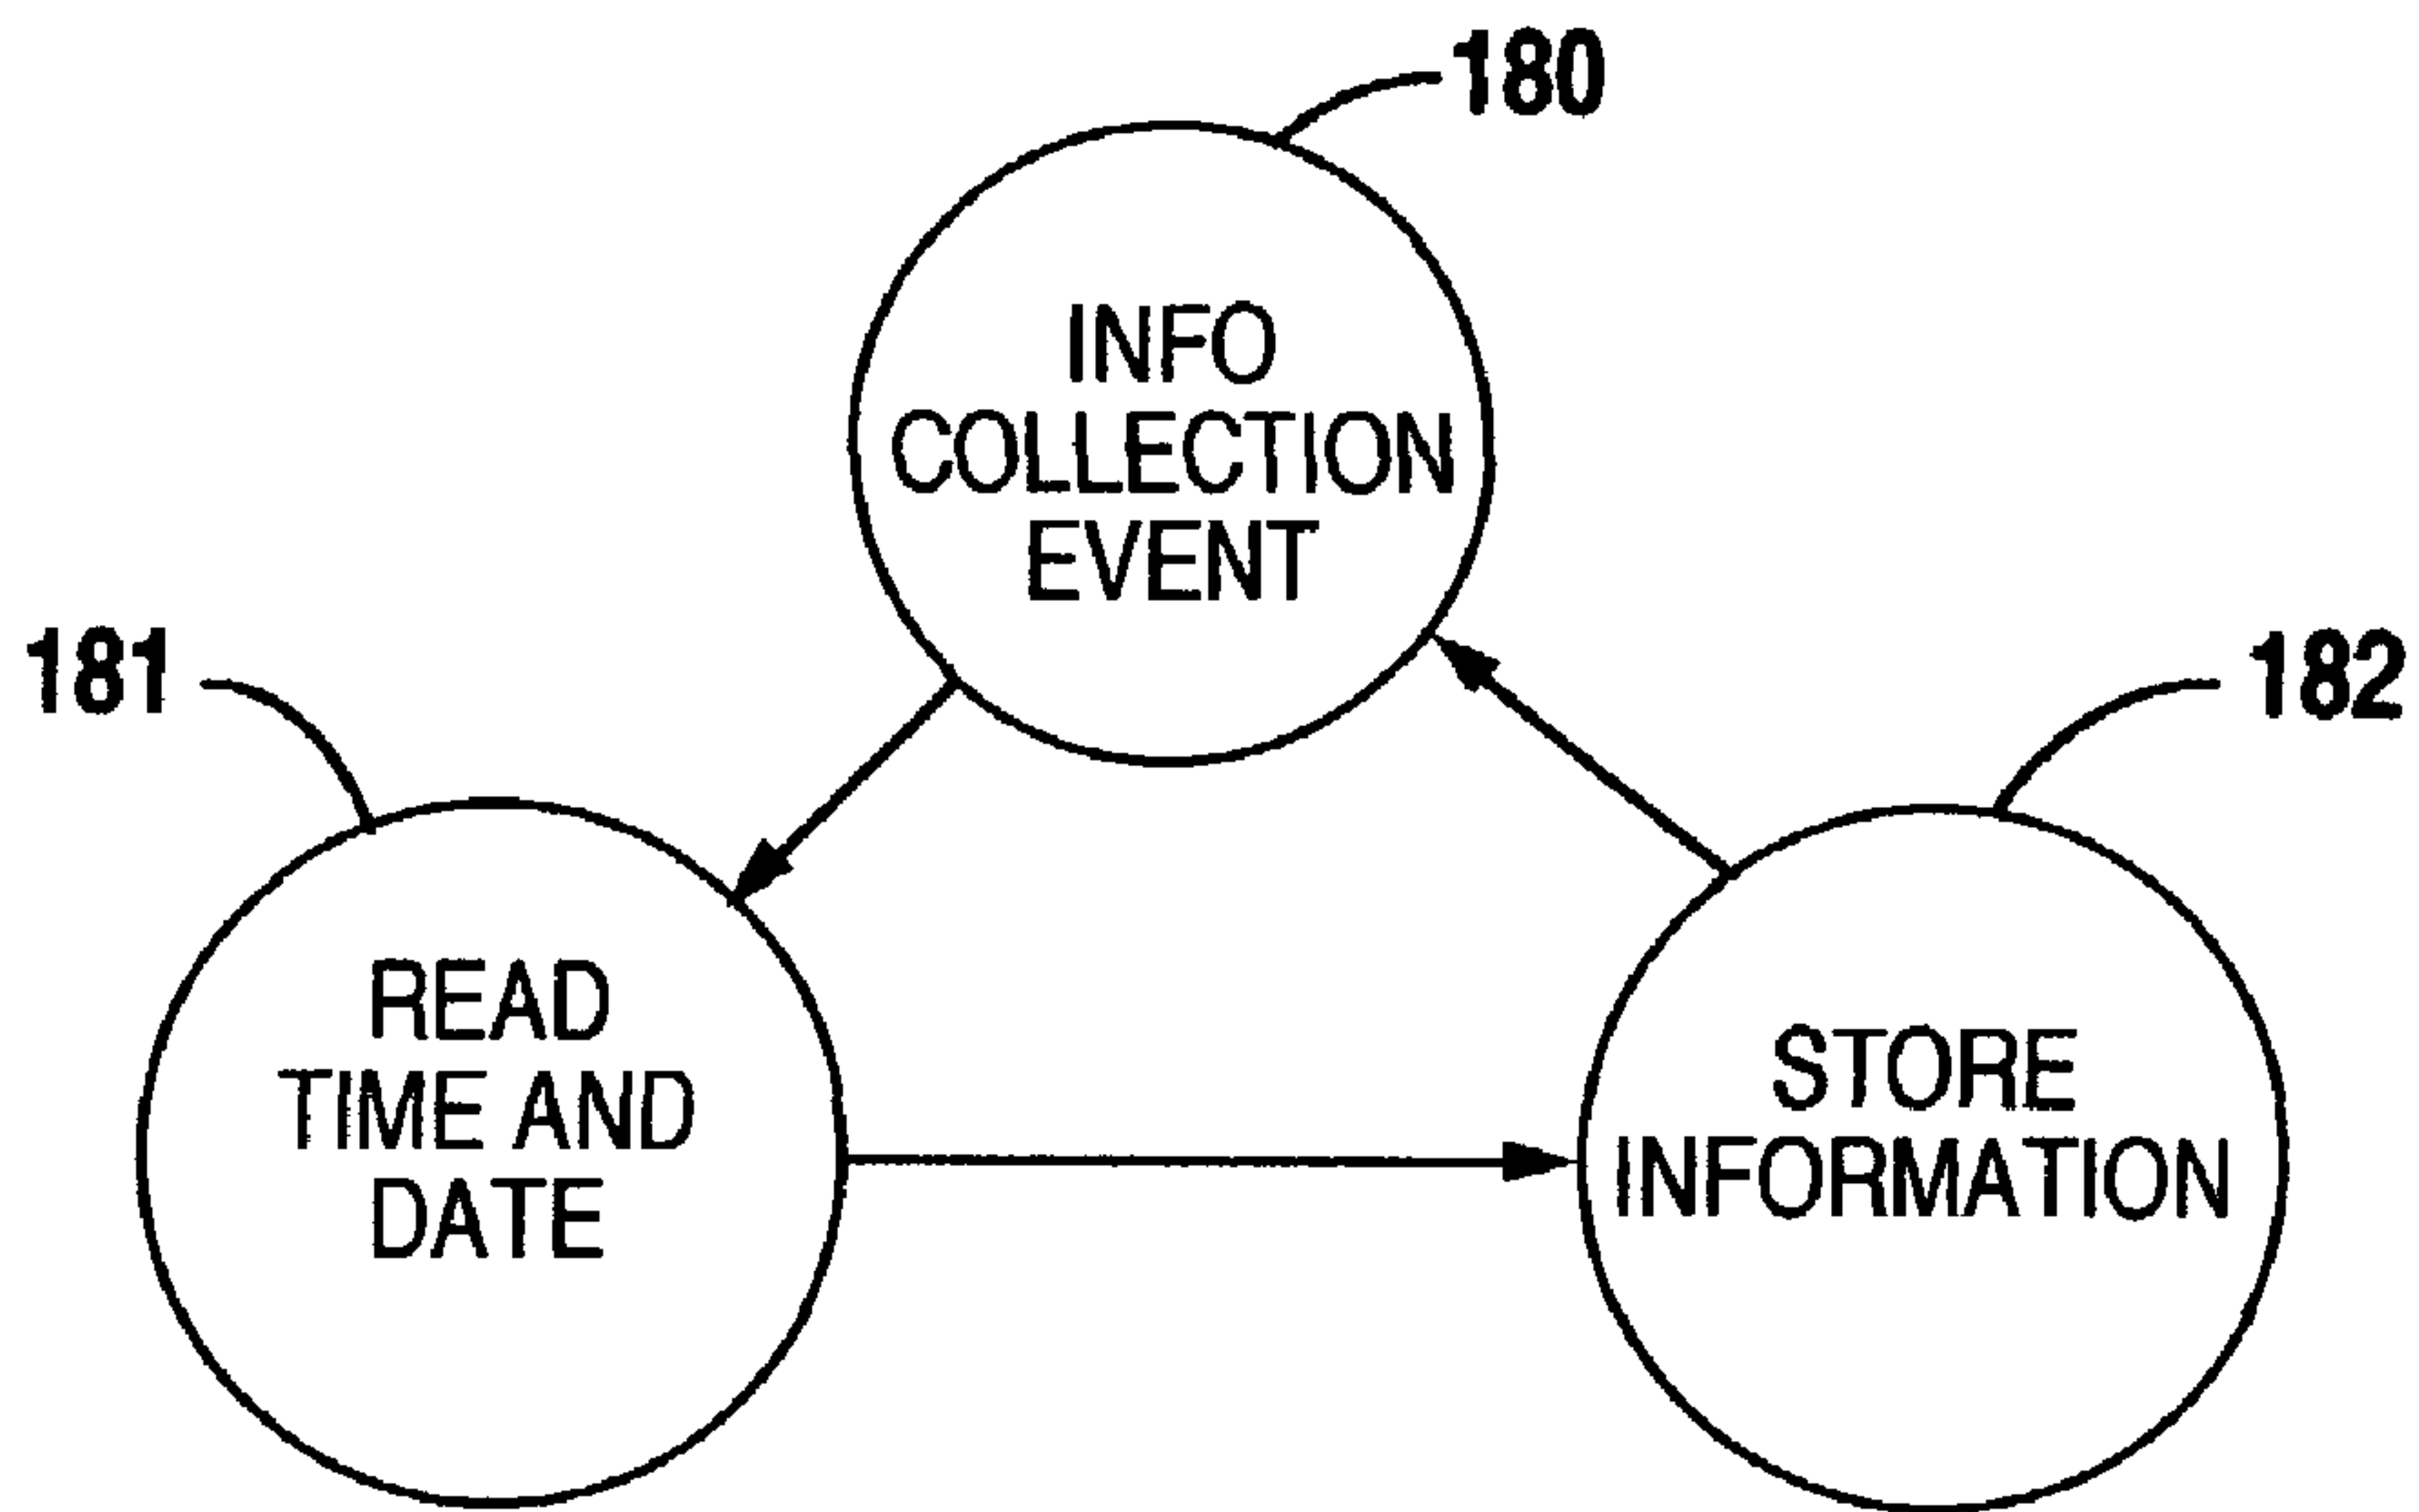 180
INFO
COLLECTION
EVENT
181
182
READ
TIME AND
DATE
STORE
INFORMATION